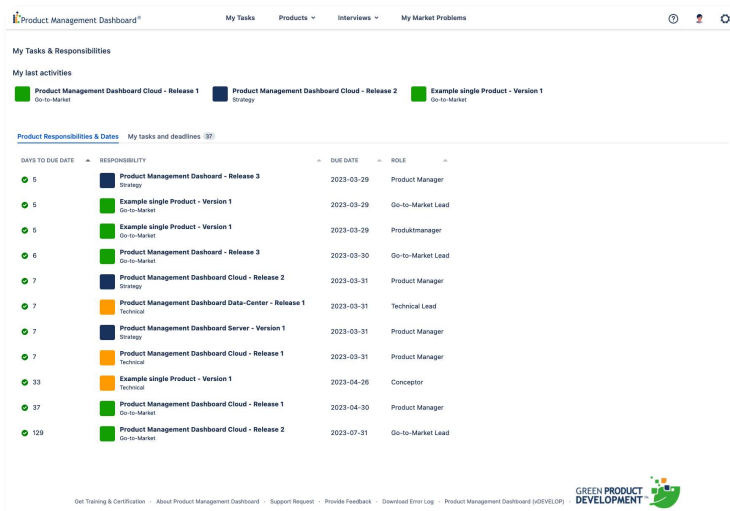 Product Management Dashboard®
My Tasks
Products
Interviews
My Market Problems
My Tasks & Responsibilities
My last activities
Product Management Dashboard Cloud - Release 1
Go-to-Market
Product Management Dashboard Cloud - Release 2
Strategy
Example single Product - Version 1
Go-to-Market
Product Responsibilities & Dates
My tasks and deadlines 37
DAYS TO DUE DATE RESPONSIBILITY DUE DATE ROLE
5 Product Management Dashoard - Release 3 2023-03-29 Product Manager
Strategy
5 Example single Product - Version 1 2023-03-29 Go-to-Market Lead
Go-to-Market
5 Example single Product - Version 1 2023-03-29 Produktmanager
Go-to-Market
6 Product Management Dashoard - Release 3 2023-03-30 Go-to-Market Lead
Go-to-Market
7 Product Management Dashboard Cloud - Release 2 2023-03-31 Product Manager
Strategy
7 Product Management Dashboard Data-Center - Release 1 2023-03-31 Technical Lead
Technical
7 Product Management Dashboard Server - Version 1 2023-03-31 Product Manager
Strategy
7 Product Management Dashboard Cloud - Release 1 2023-03-31 Product Manager
Technical
33 Example single Product - Version 1 2023-04-26 Conceptor
Technical
37 Product Management Dashboard Cloud - Release 1 2023-04-30 Product Manager
Go-to-Market
129 Product Management Dashboard Cloud - Release 2 2023-07-31 Go-to-Market Lead
Go-to-Market
Get Training & Certification · About Product Management Dashboard · Support Request · Provide Feedback · Download Error Log · Product Management Dashboard (vDEVELOP) ·
GREEN PRODUCT
DEVELOPMENT™